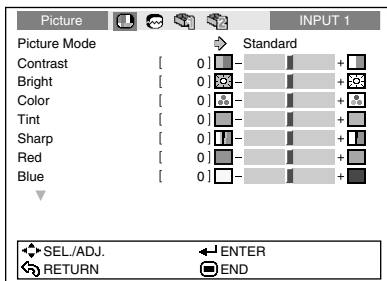 Picture INPUT 1
Picture Mode Standard
Contrast [ 0 ] – +
Bright [ 0 ] – +
Color [ 0 ] – +
Tint [ 0 ] – +
Sharp [ 0 ] – +
Red [ 0 ] – +
Blue [ 0 ] – +
SEL./ADJ. ENTER
RETURN END